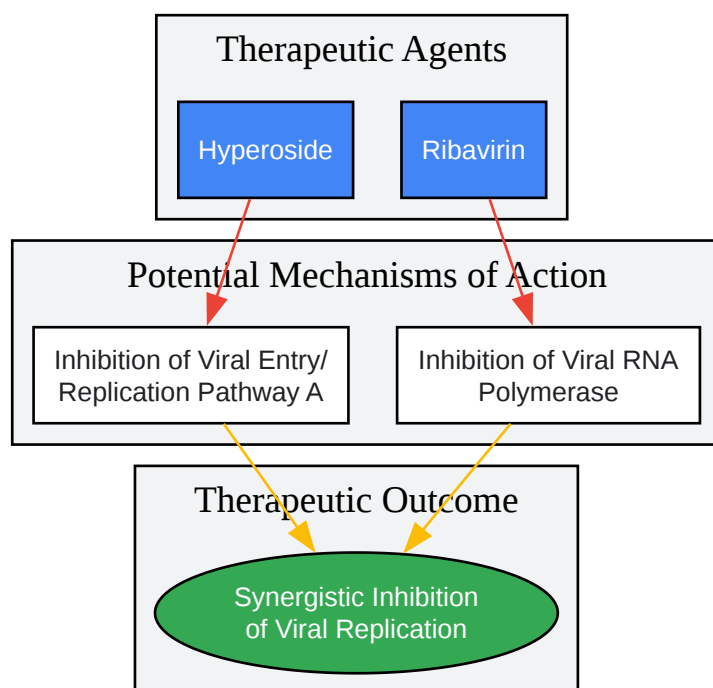 Therapeutic Agents
Hyperoside
Ribavirin
Potential Mechanisms of Action
Inhibition of Viral Entry/
Replication Pathway A
Inhibition of Viral RNA
Polymerase
Therapeutic Outcome
Synergistic Inhibition
of Viral Replication